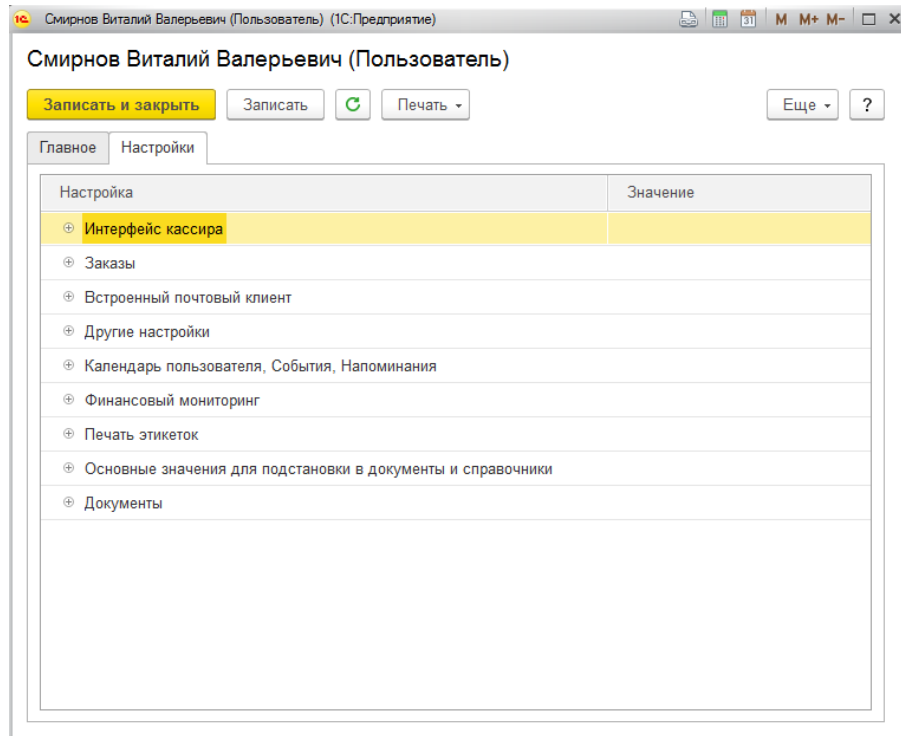 1С Смирнов Виталий Валерьевич (Пользователь) (1С:Предприятие) 31 M M+ M-
Смирнов Виталий Валерьевич (Пользователь)
Записать и закрыть Записать Печать Еще ?
Главное Настройки
Настройка Значение
Интерфейс кассира
Заказы
Встроенный почтовый клиент
Другие настройки
Календарь пользователя, События, Напоминания
Финансовый мониторинг
Печать этикеток
Основные значения для подстановки в документы и справочники
Документы